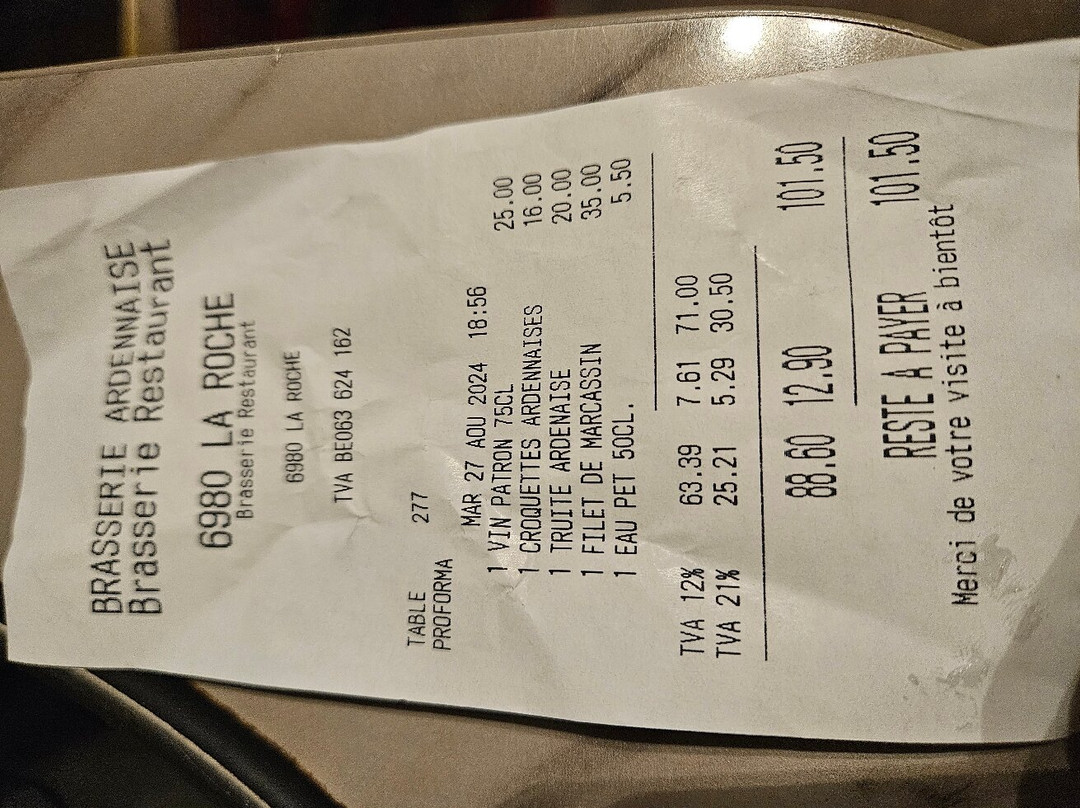 BRASSERIE ARDENNAISE
Brasserie Restaurant
6980 LA ROCHE
Brasserie Restaurant
6980 LA ROCHE
TVA BE063 624 162
TABLE 277
PROFORMA
MAR 27 AOU 2024 18:56
1 VIN PATRON 75CL 25.00
1 CROQUETTES ARDENNAISES 16.00
1 TRUITE ARDENAISE 20.00
1 FILET DE MARCASSIN 35.00
1 EAU PET 50CL. 5.50
TVA 12% 63.39 7.61 71.00
TVA 21% 25.21 5.29 30.50
88.60 12.90 101.50
RESTE A PAYER 101.50
Merci de votre visite à bientôt